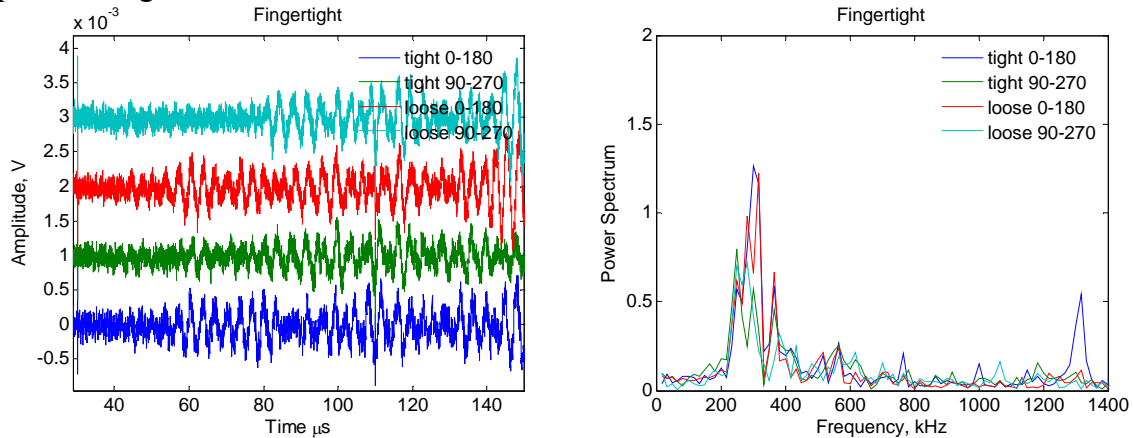 Fingertight
x 10^-3
4
3.5
3
2.5
2
1.5
1
0.5
0
-0.5
Amplitude, V
tight 0-180
tight 90-270
loose 0-180
loose 90-270
40 60 80 100 120 140
Time μs
Fingertight
2
1.5
1
0.5
0
Power Spectrum
tight 0-180
tight 90-270
loose 0-180
loose 90-270
0 200 400 600 800 1000 1200 1400
Frequency, kHz